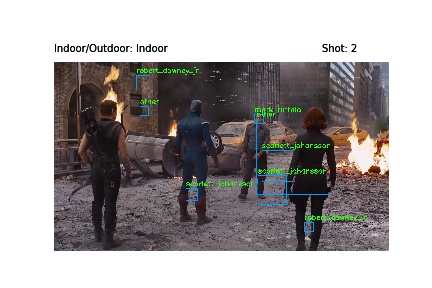 Indoor/Outdoor: Indoor
Shot: 2
robert_downey_jr.
other
mark_ruffalo
other
scarlett_johansson
scarlett_johansson
scarlett_johansson
robert_downey_jr.